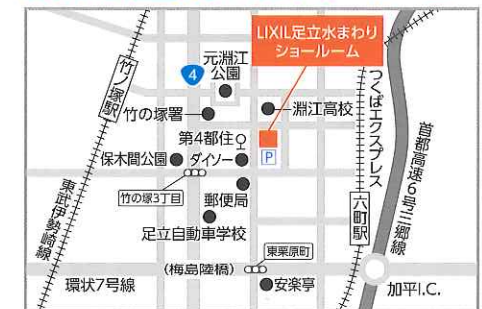 LIXIL足立水まわり
ショールーム
元淵江
公園
4
竹ノ塚駅
竹の塚署
淵江高校
つくばエクスプレス
首都高速6号三郷線
第4都住
P
保木間公園
ダイソー
竹の塚3丁目
郵便局
六町駅
東武伊勢崎線
足立自動車学校
東栗原町
(梅島陸橋)
環状7号線
安楽亭
加平I.C.